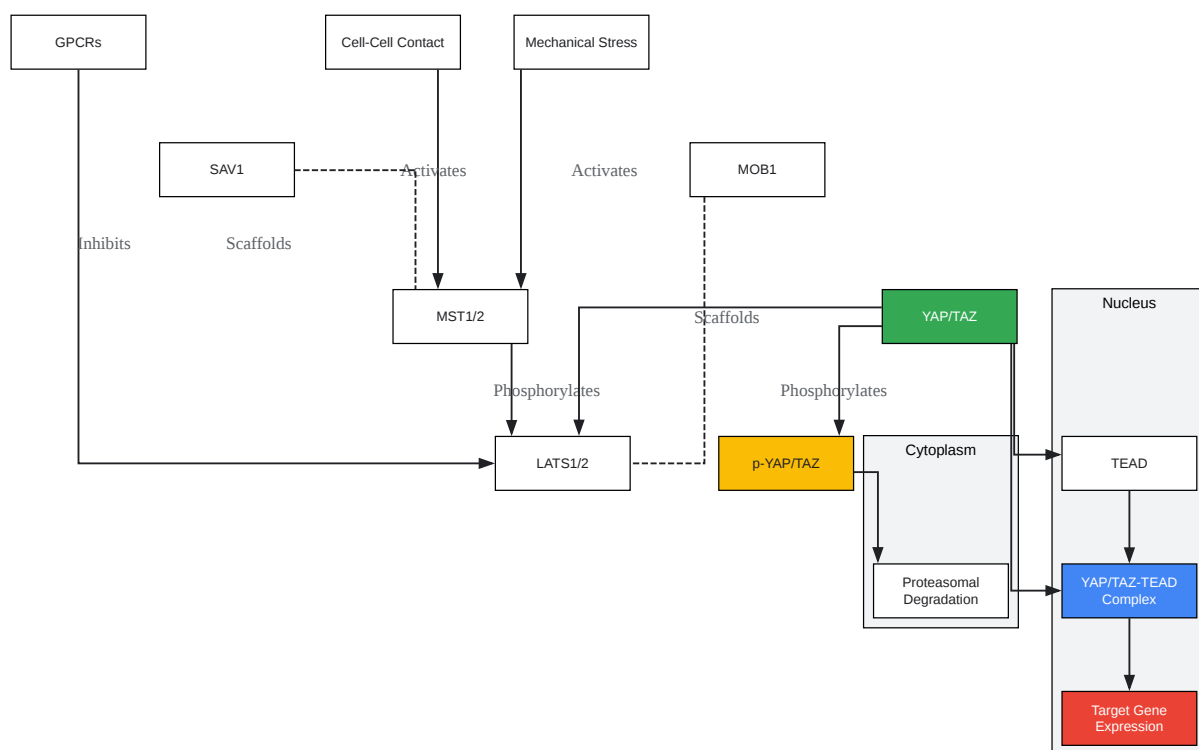 GPCRs
Cell-Cell Contact
Mechanical Stress
SAV1
Activates
Activates
MOB1
Inhibits
Scaffolds
MST1/2
Scaffolds
YAP/TAZ
Nucleus
Phosphorylates
Phosphorylates
LATS1/2
p-YAP/TAZ
Cytoplasm
TEAD
Proteasomal
Degradation
YAP/TAZ-TEAD
Complex
Target Gene
Expression